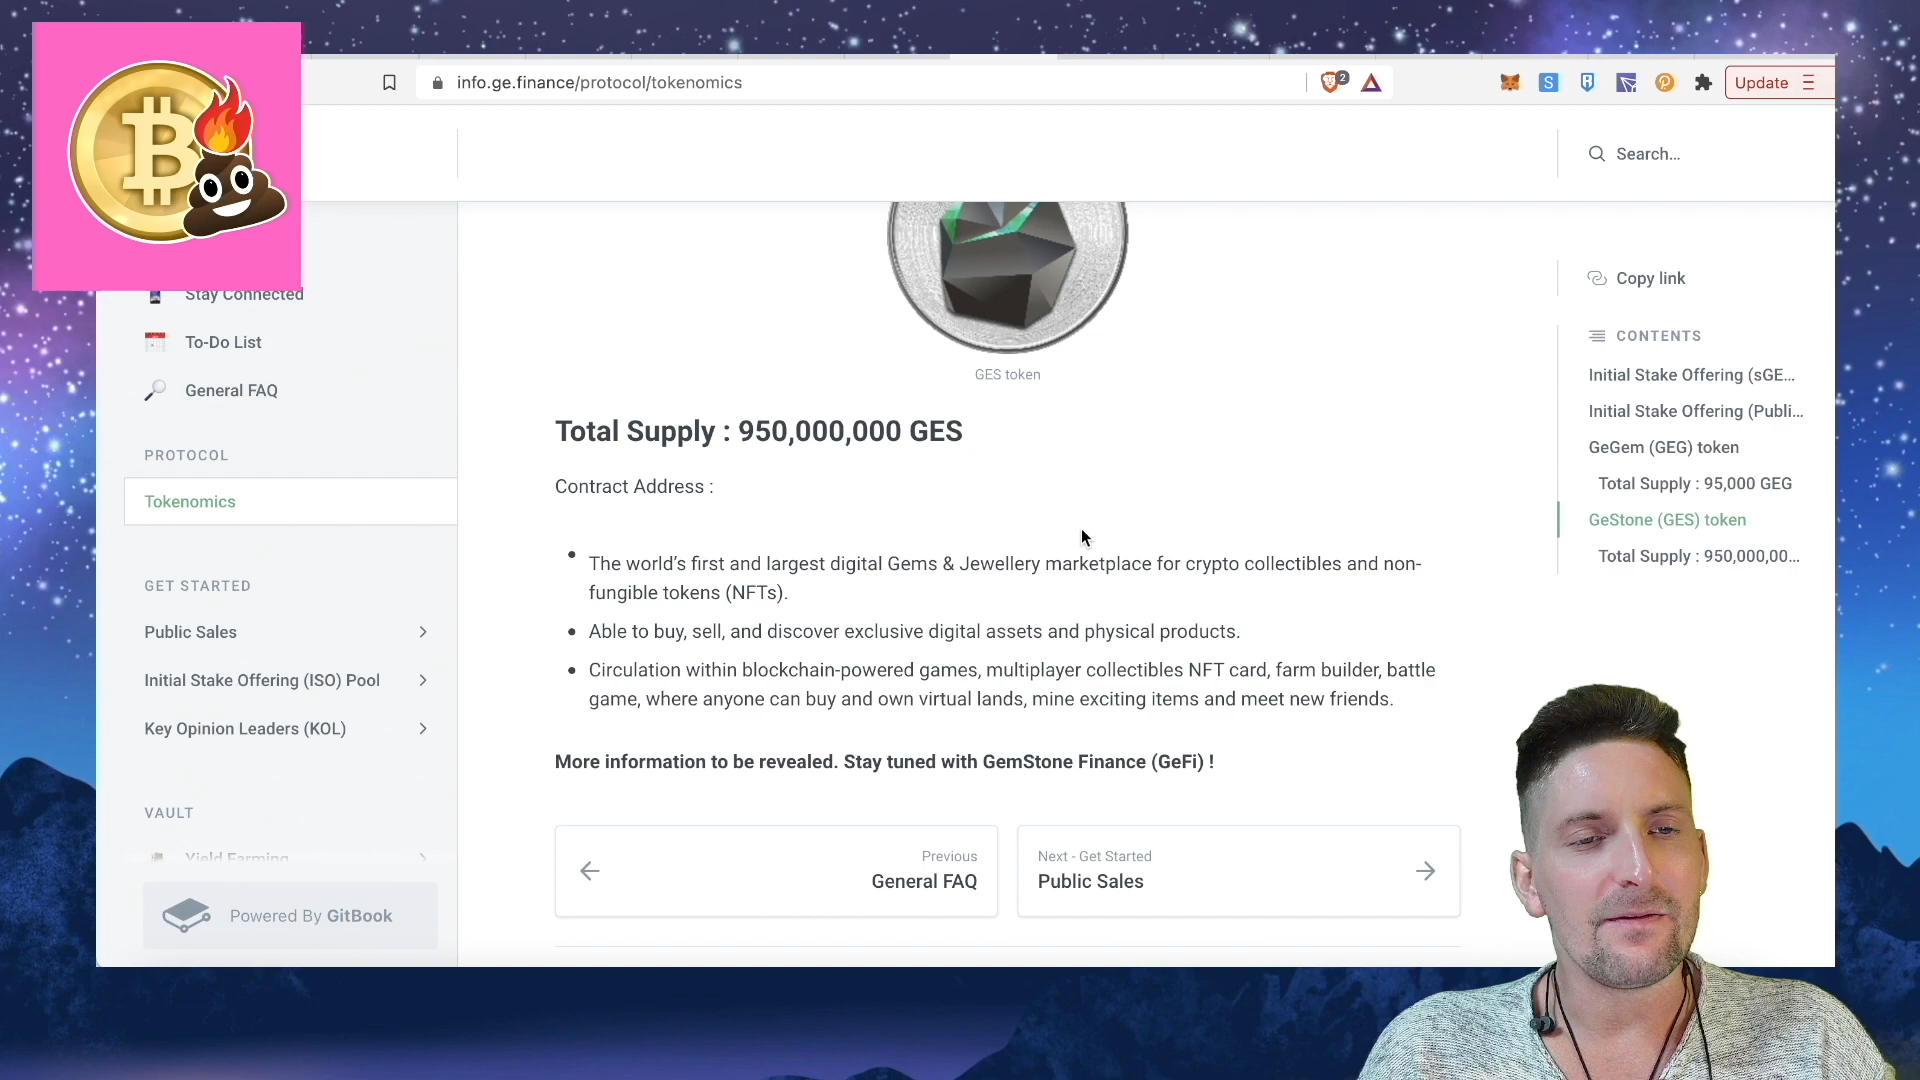 info.ge.finance/protocol/tokenomics
2
S
Update
Search...
Stay Connected
To-Do List
General FAQ
PROTOCOL
Tokenomics
GET STARTED
Public Sales
Initial Stake Offering (ISO) Pool
Key Opinion Leaders (KOL)
VAULT
Yield Farming
Powered By GitBook
GES token
Total Supply : 950,000,000 GES
Contract Address :
The world’s first and largest digital Gems & Jewellery marketplace for crypto collectibles and non-
fungible tokens (NFTs).
Able to buy, sell, and discover exclusive digital assets and physical products.
Circulation within blockchain-powered games, multiplayer collectibles NFT card, farm builder, battle
game, where anyone can buy and own virtual lands, mine exciting items and meet new friends.
More information to be revealed. Stay tuned with GemStone Finance (GeFi) !
Previous
General FAQ
Next - Get Started
Public Sales
Copy link
CONTENTS
Initial Stake Offering (sGE...
Initial Stake Offering (Publi...
GeGem (GEG) token
Total Supply : 95,000 GEG
GeStone (GES) token
Total Supply : 950,000,00...